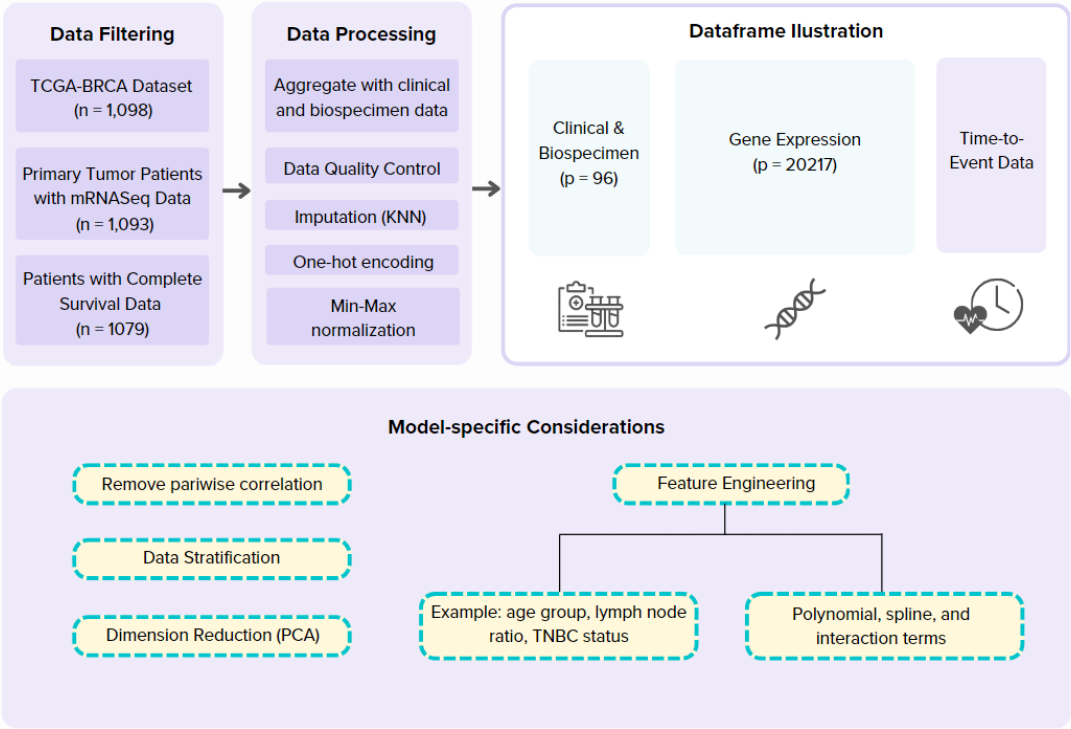 Data Filtering
TCGA-BRCA Dataset
(n = 1,098)
Primary Tumor Patients
with mRNASeq Data
(n = 1,093)
Patients with Complete
Survival Data
(n = 1079)
Data Processing
Aggregate with clinical
and biospecimen data
Data Quality Control
Imputation (KNN)
One-hot encoding
Min-Max
normalization
Dataframe Ilustration
Clinical &
Biospecimen
(p = 96)
Gene Expression
(p = 20217)
Time-to-
Event Data
Model-specific Considerations
Remove pariwise correlation
Data Stratification
Dimension Reduction (PCA)
Feature Engineering
Example: age group, lymph node
ratio, TNBC status
Polynomial, spline, and
interaction terms